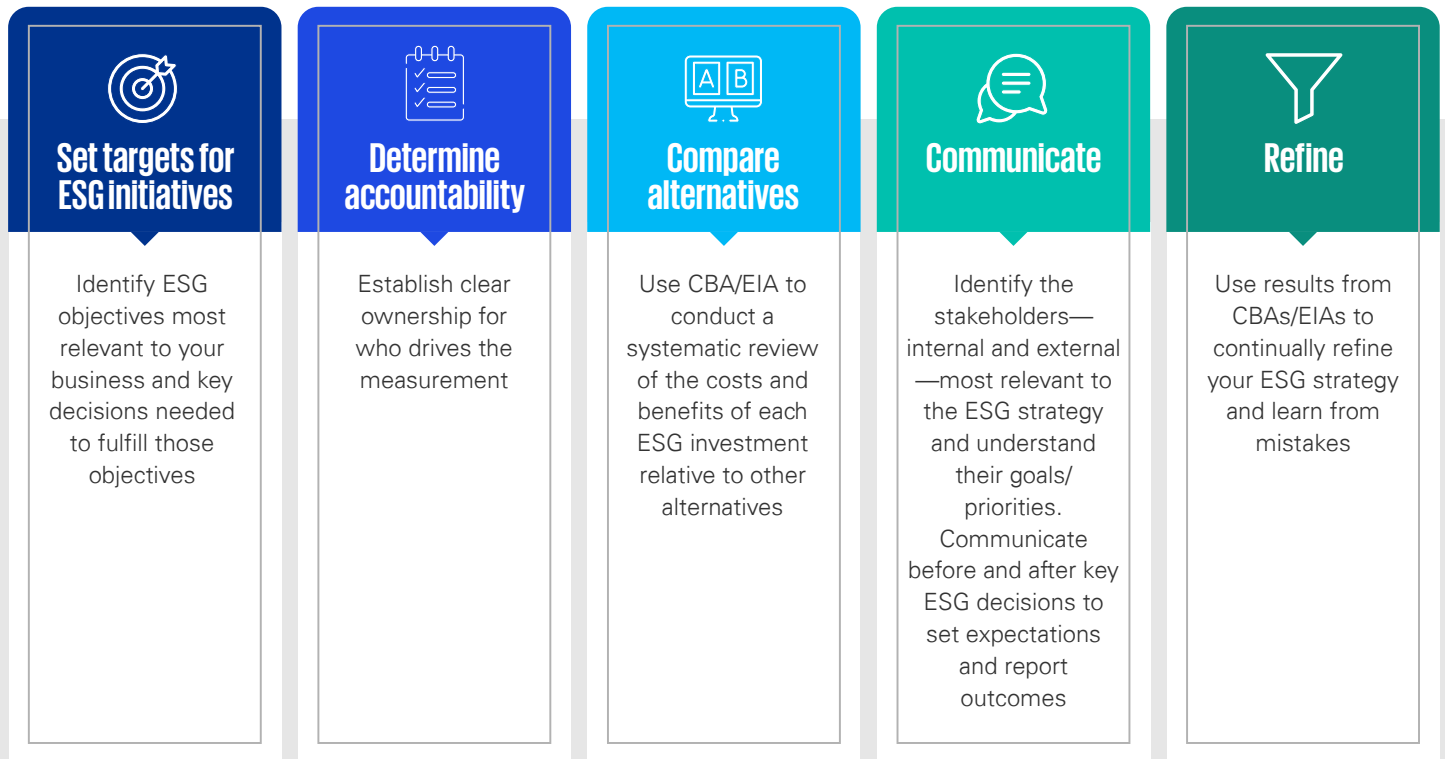 Set targets for
ESG initiatives
Identify ESG
objectives most
relevant to your
business and key
decisions needed
to fulfill those
objectives
Determine
accountability
Establish clear
ownership for
who drives the
measurement
A B
Compare
alternatives
Use CBA/EIA to
conduct a
systematic review
of the costs and
benefits of each
ESG investment
relative to other
alternatives
Communicate
Identify the
stakeholders—
internal and external
—most relevant to
the ESG strategy
and understand
their goals/
priorities.
Communicate
before and after key
ESG decisions to
set expectations
and report
outcomes
Refine
Use results from
CBAs/EIAs to
continually refine
your ESG strategy
and learn from
mistakes